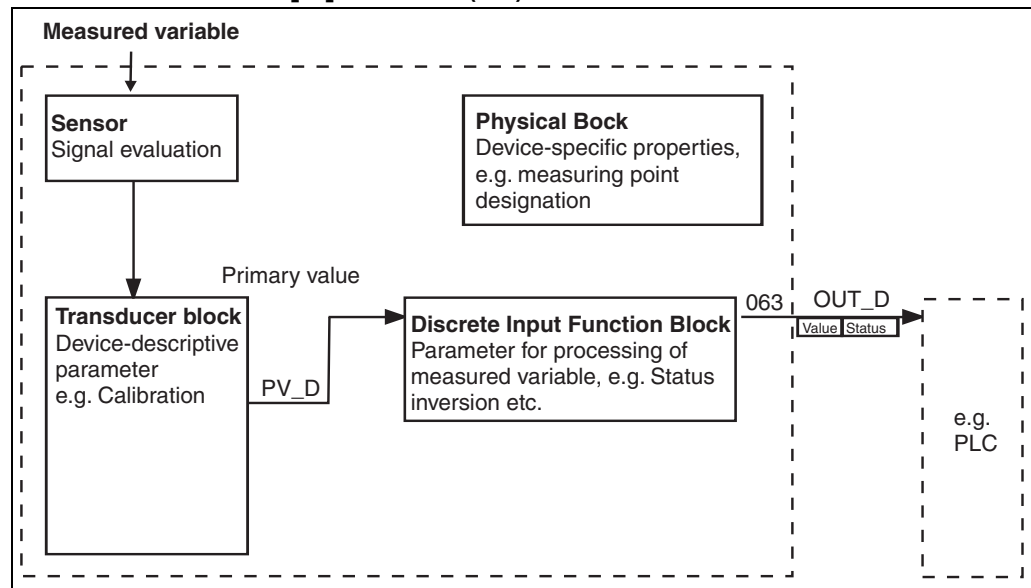 Measured variable
Sensor
Signal evaluation
Physical Bock
Device-specific properties,
e.g. measuring point
designation
Primary value
Transducer block
Device-descriptive
parameter
e.g. Calibration
PV_D
Discrete Input Function Block
Parameter for processing of
measured variable, e.g. Status
inversion etc.
063
OUT_D
Value Status
e.g.
PLC